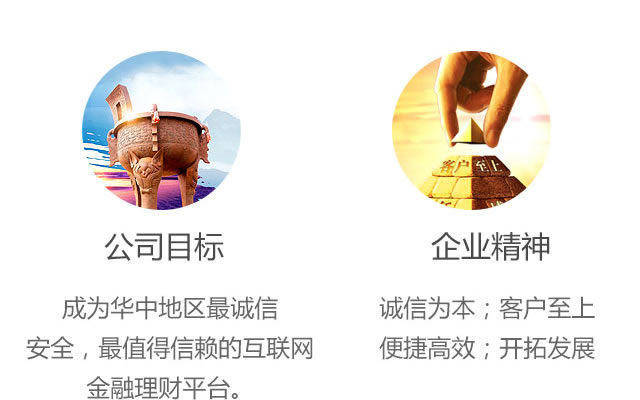 客户至上
公司目标
企业精神
成为华中地区最诚信
安全，最值得信赖的互联网
金融理财平台。
诚信为本；客户至上
便捷高效；开拓发展